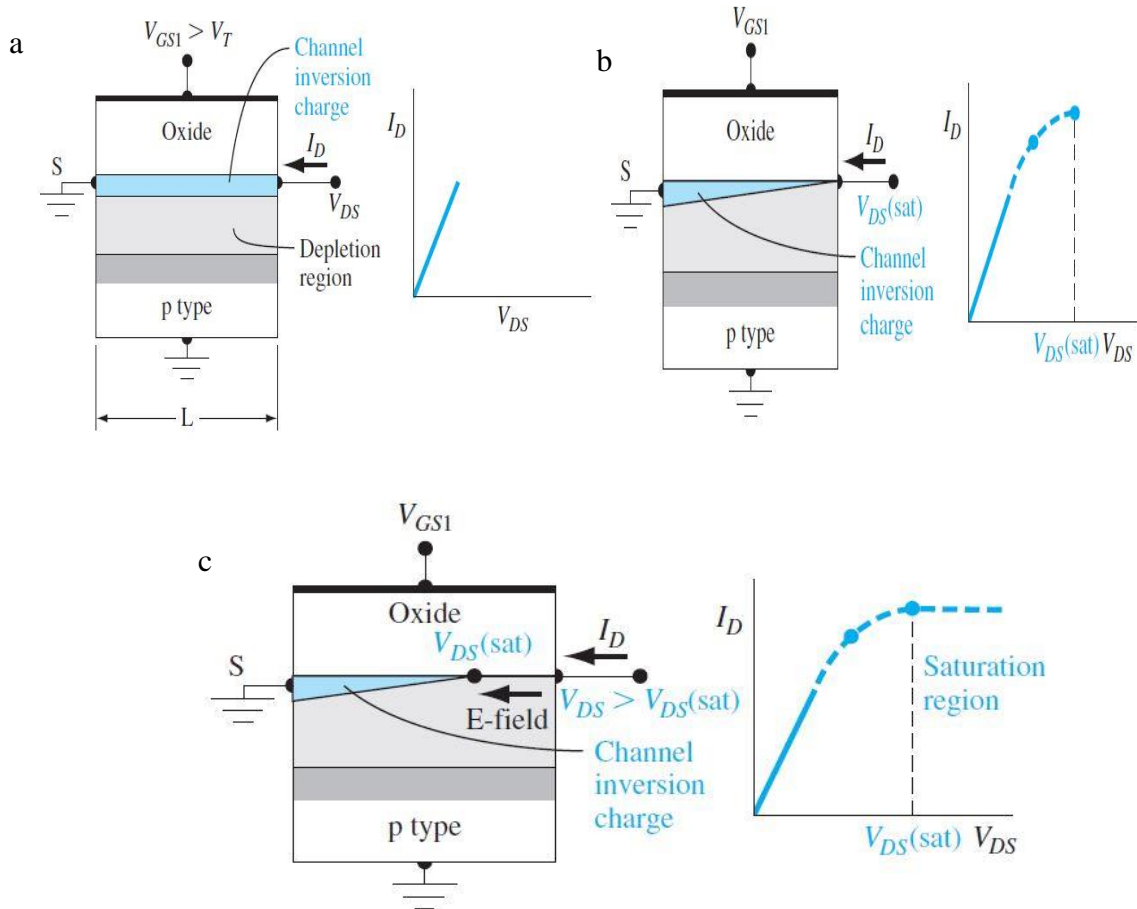 a
V_GS1 > V_T
Channel
inversion
charge
Oxide
I_D
S
V_DS
Depletion
region
p type
L
I_D
V_DS
b
V_GS1
Oxide
I_D
S
V_DS(sat)
Channel
inversion
charge
p type
I_D
V_DS(sat) V_DS
c
V_GS1
Oxide
V_DS(sat)
I_D
S
V_DS > V_DS(sat)
E-field
Channel
inversion
charge
p type
I_D
Saturation
region
V_DS(sat) V_DS